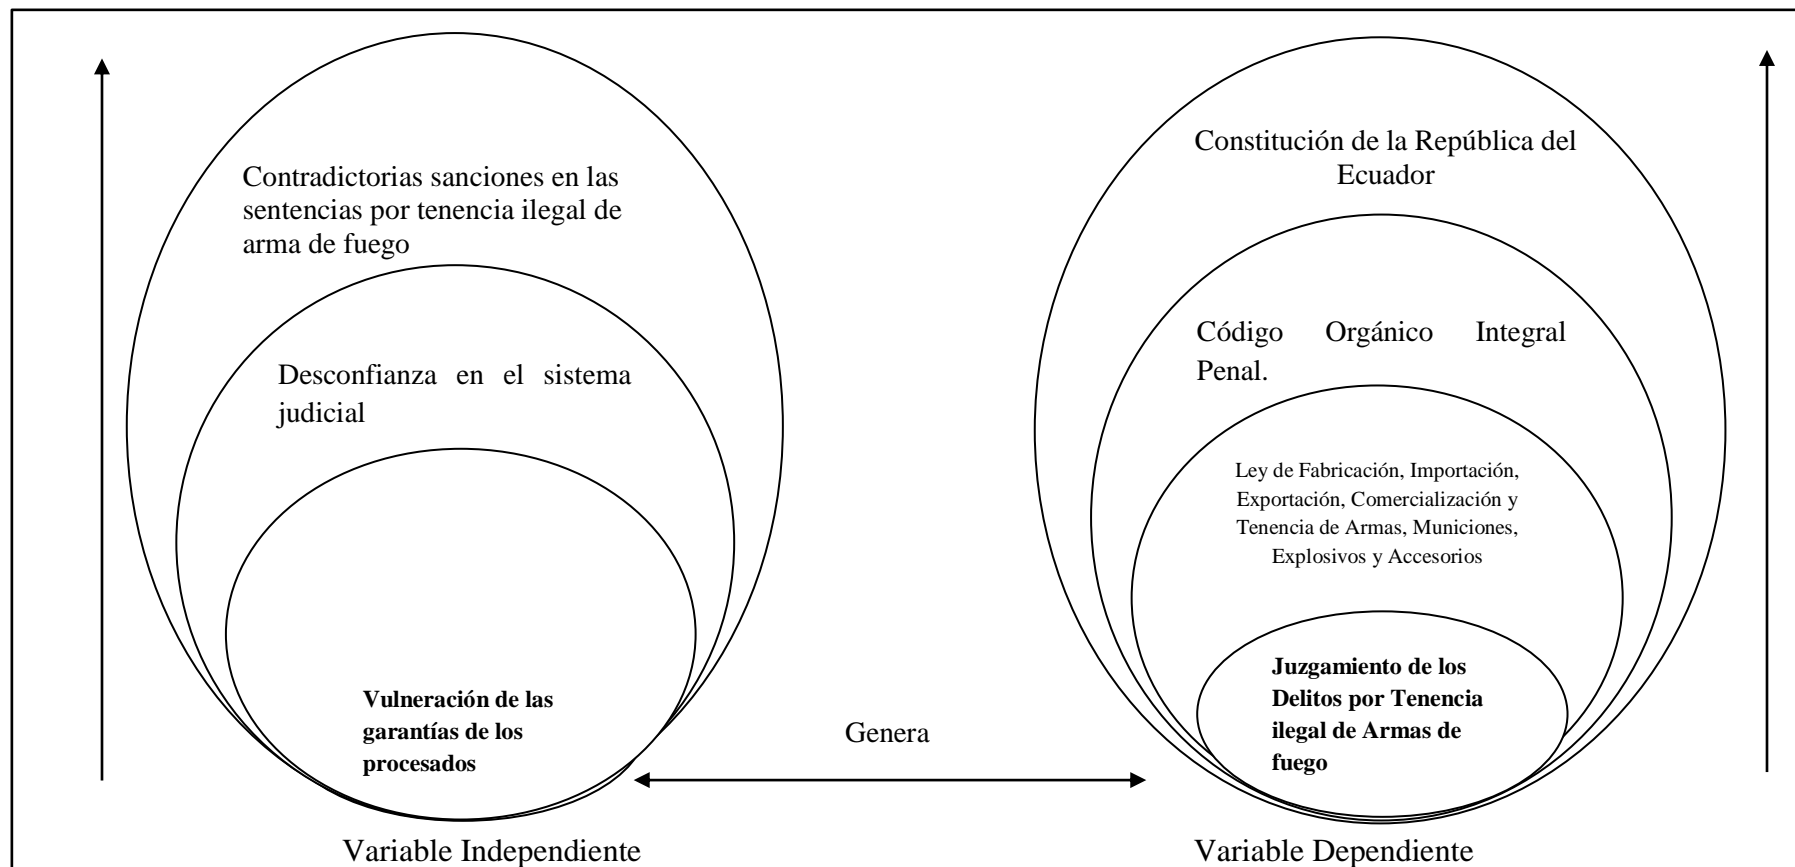 Contradictorias sanciones en las
sentencias por tenencia ilegal de
arma de fuego
Desconfianza en el sistema
judicial
Vulneración de las
garantías de los
procesados
Variable Independiente
Genera
Constitución de la República del
Ecuador
Código Orgánico Integral
Penal.
Ley de Fabricación, Importación,
Exportación, Comercialización y
Tenencia de Armas, Municiones,
Explosivos y Accesorios
Juzgamiento de los
Delitos por Tenencia
ilegal de Armas de
fuego
Variable Dependiente